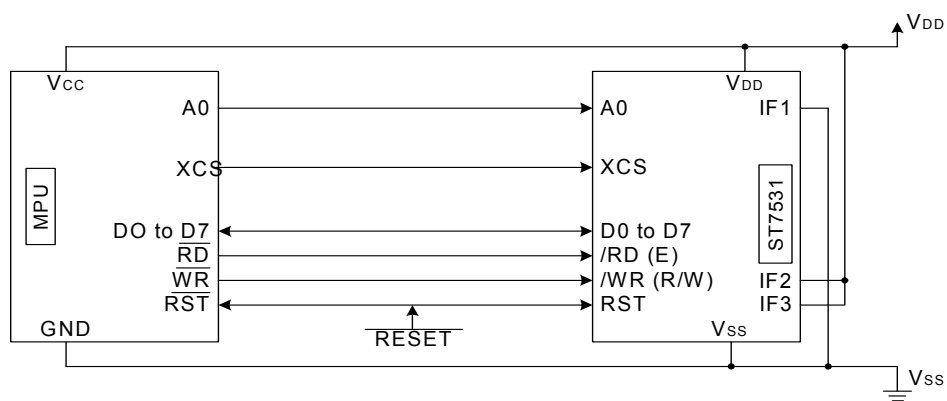 VDD
VCC
A0
XCS
MPU
DO to D7
RD
WR
RST
GND
RESET
VDD
A0
IF1
XCS
ST7531
D0 to D7
/RD (E)
/WR (R/W)
IF2
RST
IF3
VSS
VSS